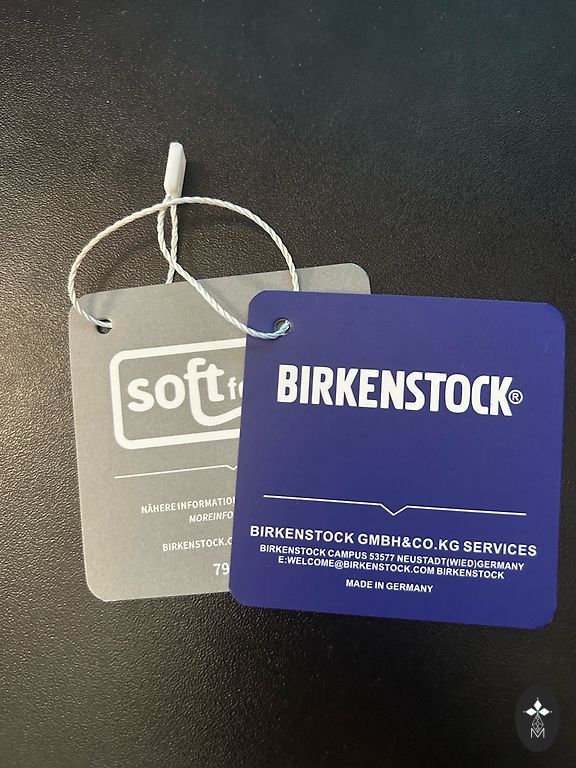 soft
NÄHERE INFORMATION
MOREINFO
BIRKENSTOCK.C
79
BIRKENSTOCK®
BIRKENSTOCK GMBH&CO.KG SERVICES
BIRKENSTOCK CAMPUS 53577 NEUSTADT(WIED)GERMANY
E:WELCOME@BIRKENSTOCK.COM BIRKENSTOCK
MADE IN GERMANY
M